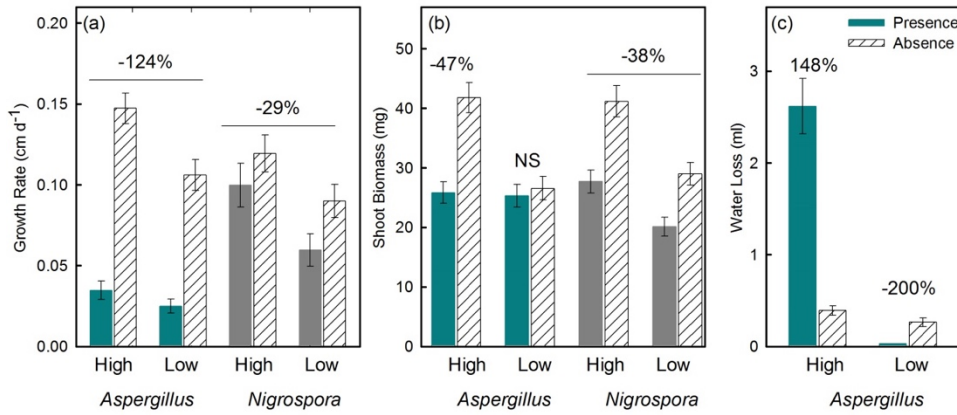 (a)
-124%
-29%
0.20
0.15
0.10
0.05
0.00
Growth Rate (cm d⁻¹)
High Low High Low
Aspergillus Nigrospora
(b)
-47%
NS
-38%
50
40
30
20
10
0
Shoot Biomass (mg)
High Low High Low
Aspergillus Nigrospora
(c)
Presence
Absence
148%
-200%
3
2
1
0
Water Loss (ml)
High Low
Aspergillus